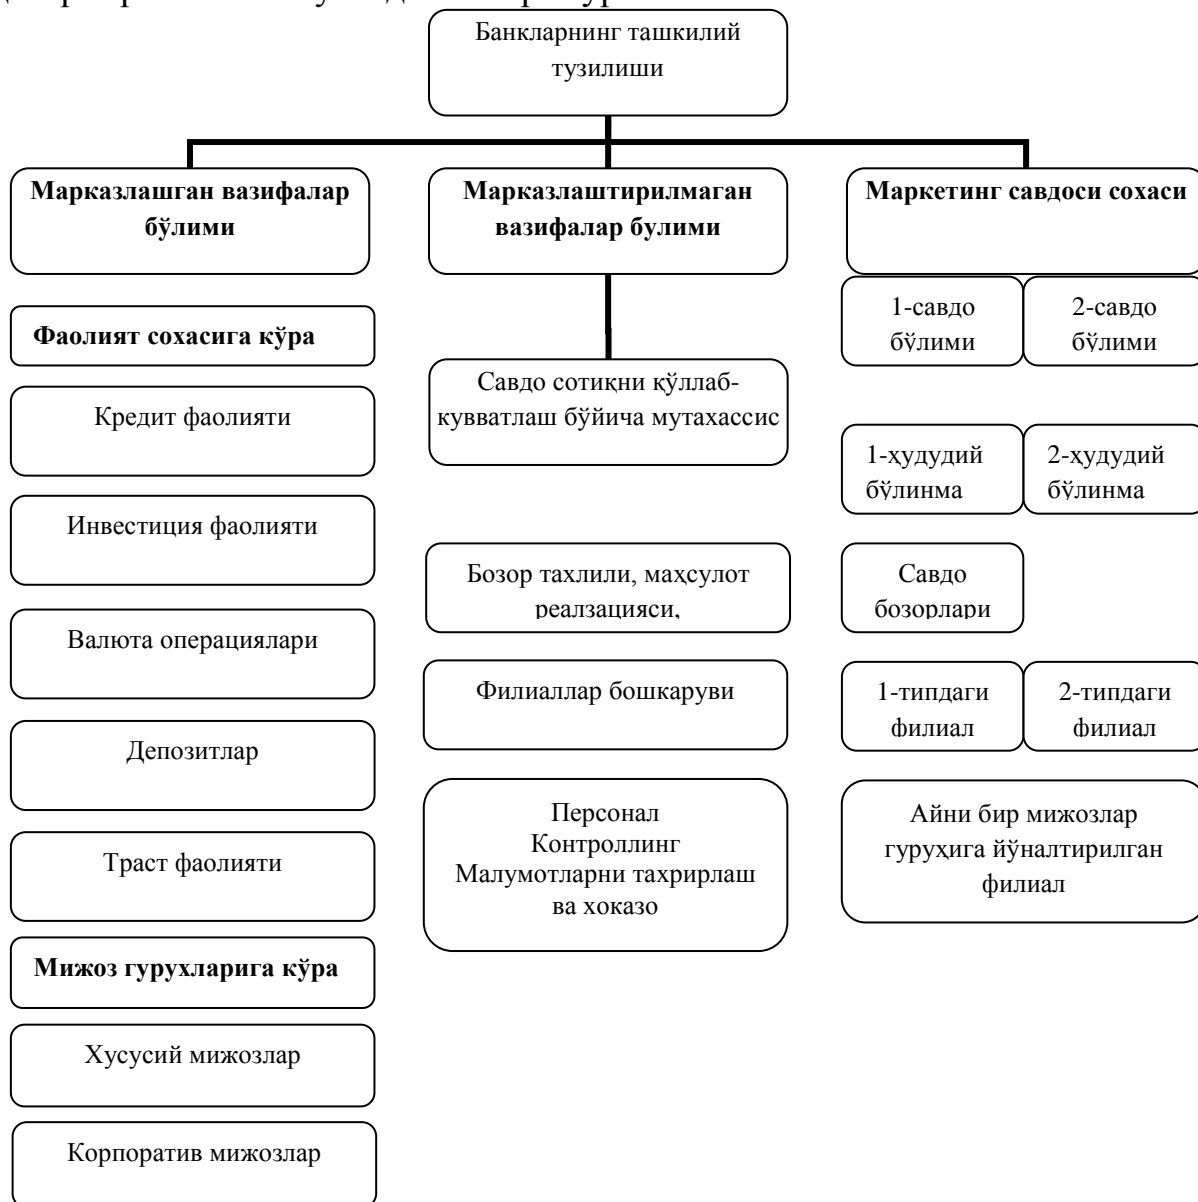 Банкларнинг ташкилий
тузилиши
Марказлашган вазифалар
бўлими
Фаолият сохасига кўра
Кредит фаолияти
Инвестиция фаолияти
Валюта операциялари
Депозитлар
Траст фаолияти
Мижоз гурухларига кўра
Хусусий мижозлар
Корпоратив мижозлар
Марказлаштирилмаган
вазифалар булими
Савдо сотиқни қўллаб-
кувватлаш бўйича мутахассис
Бозор тахлили, маҳсулот
реалзацияси,
Филиаллар бошкаруви
Персонал
Контроллинг
Малумотларни тахрирлаш
ва хоказо
Маркетинг савдоси сохаси
1-савдо
бўлими
2-савдо
бўлими
1-ҳудудий
бўлинма
2-ҳудудий
бўлинма
Савдо
бозорлари
1-типдаги
филиал
2-типдаги
филиал
Айни бир мижозлар
гуруҳига йўналтирилган
филиал